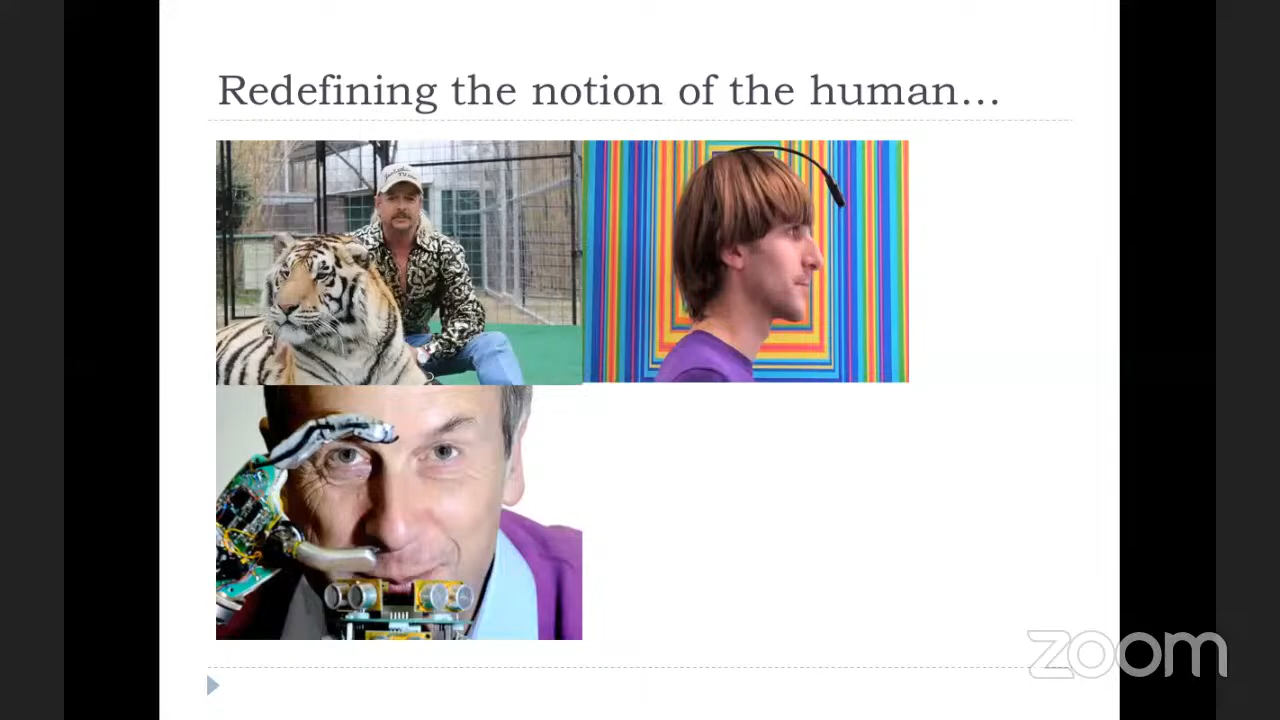 Redefining the notion of the human…
zoom